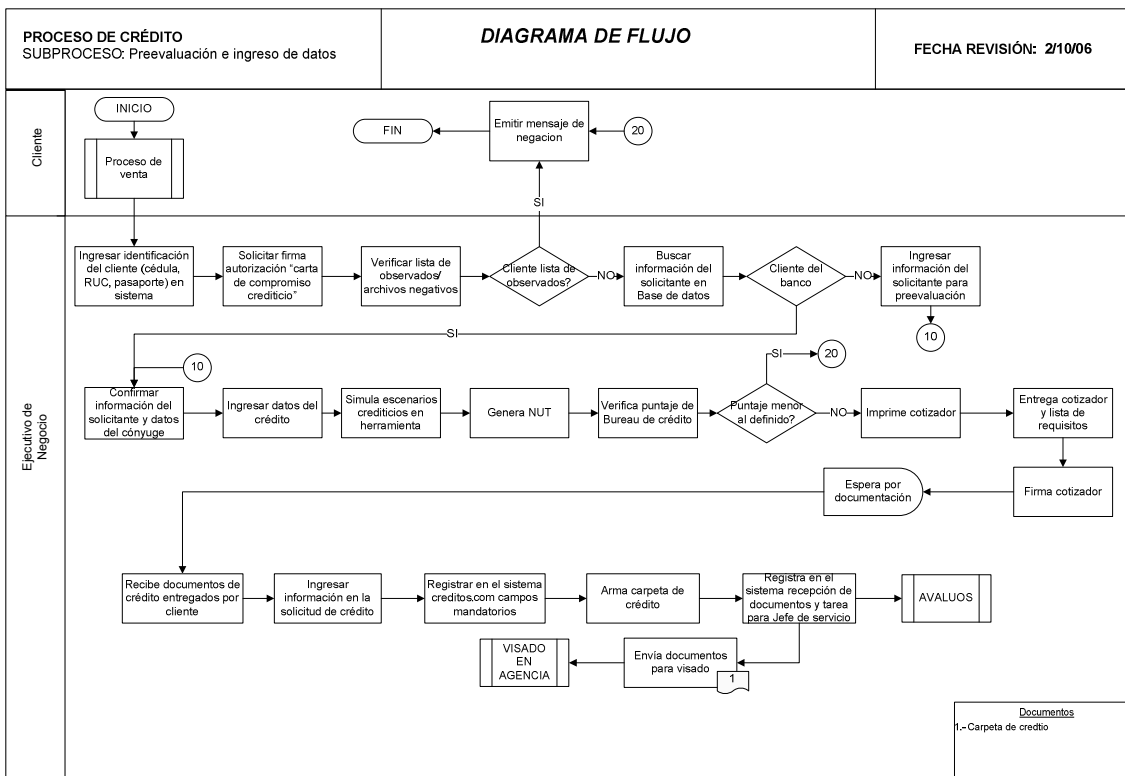 PROCESO DE CRÉDITO
SUBPROCESO: Preevaluación e ingreso de datos
DIAGRAMA DE FLUJO
FECHA REVISIÓN: 2/10/06
Cliente
INICIO
Proceso de
venta
FIN
Emitir mensaje de
negacion
20
SI
Ejecutivo de
Negocio
Ingresar identificación
del cliente (cédula,
RUC, pasaporte) en
sistema
Solicitar firma
autorización “carta
de compromiso
crediticio”
Verificar lista de
observados/
archivos negativos
Cliente lista de
observados?
NO
Buscar
información del
solicitante en
Base de datos
Cliente del
banco
NO
Ingresar
información del
solicitante para
preevaluación
10
SI
10
Confirmar
información del
solicitante y datos
del cónyuge
Ingresar datos del
crédito
Simula escenarios
crediticios en
herramienta
Genera NUT
Verifica puntaje de
Bureau de crédito
Puntaje menor
al definido?
SI
20
NO
Imprime cotizador
Entrega cotizador
y lista de
requisitos
Firma cotizador
Espera por
documentación
Recibe documentos de
crédito entregados por
cliente
Ingresar
información en la
solicitud de crédito
Registrar en el sistema
creditos.com campos
mandatorios
Arma carpeta de
crédito
Registra en el
sistema recepción de
documentos y tarea
para Jefe de servicio
AVALUOS
Envía documentos
para visado
1
VISADO
EN
AGENCIA
Documentos
1.- Carpeta de credtio